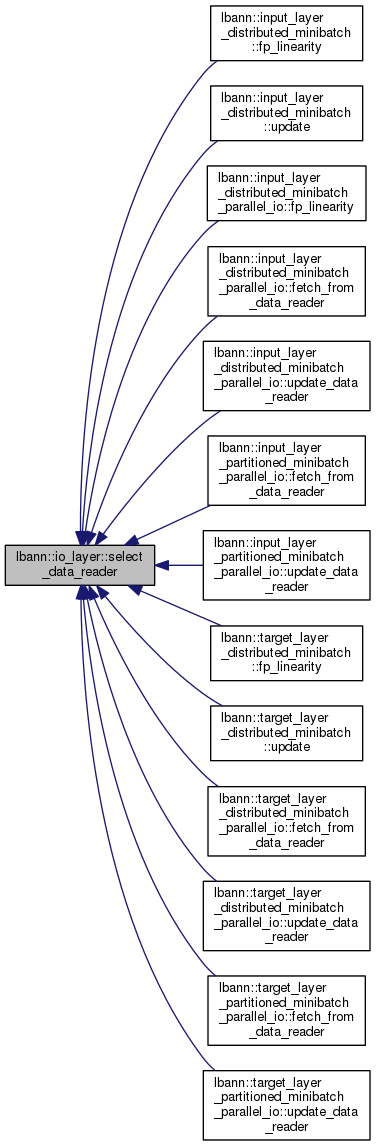 lbann::input_layer
_distributed_minibatch
::fp_linearity
lbann::input_layer
_distributed_minibatch
::update
lbann::input_layer
_distributed_minibatch
_parallel_io::fp_linearity
lbann::input_layer
_distributed_minibatch
_parallel_io::fetch_from
_data_reader
lbann::input_layer
_distributed_minibatch
_parallel_io::update_data
_reader
lbann::input_layer
_partitioned_minibatch
_parallel_io::fetch_from
_data_reader
lbann::io_layer::select
_data_reader
lbann::input_layer
_partitioned_minibatch
_parallel_io::update_data
_reader
lbann::target_layer
_distributed_minibatch
::fp_linearity
lbann::target_layer
_distributed_minibatch
::update
lbann::target_layer
_distributed_minibatch
_parallel_io::fetch_from
_data_reader
lbann::target_layer
_distributed_minibatch
_parallel_io::update_data
_reader
lbann::target_layer
_partitioned_minibatch
_parallel_io::fetch_from
_data_reader
lbann::target_layer
_partitioned_minibatch
_parallel_io::update_data
_reader